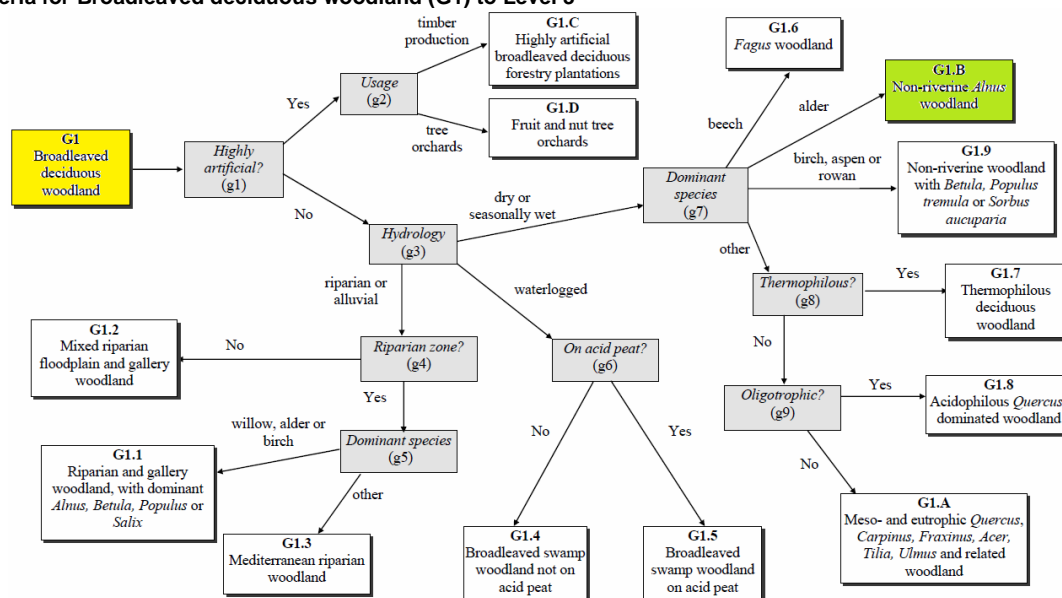 eria for Broadleaved deciduous woodland (G1) to Level 3
timber
production
G1.C
Highly artificial
broadleaved deciduous
forestry plantations
G1.6
Fagus woodland
Usage
(g2)
G1.B
Non-riverine Alnus
woodland
Yes
alder
G1.D
Fruit and nut tree
orchards
tree
orchards
beech
G1
Broadleaved
deciduous
woodland
Highly
artificial?
(g1)
birch, aspen or
rowan
G1.9
Non-riverine woodland
with Betula, Populus
tremula or Sorbus
aucuparia
Dominant
species
(g7)
No
dry or
seasonally wet
Hydrology
(g3)
other
riparian or
alluvial
waterlogged
Thermophilous?
(g8)
Yes
G1.7
Thermophilous
deciduous
woodland
G1.2
Mixed riparian
floodplain and gallery
woodland
No
Riparian zone?
(g4)
On acid peat?
(g6)
No
Yes
Oligotrophic?
(g9)
Yes
G1.8
Acidophilous Quercus
dominated woodland
willow, alder or
birch
Dominant species
(g5)
No
Yes
G1.1
Riparian and gallery
woodland, with dominant
Alnus, Betula, Populus or
Salix
other
No
G1.3
Mediterranean riparian
woodland
G1.4
Broadleaved swamp
woodland not on
acid peat
G1.5
Broadleaved
swamp woodland
on acid peat
G1.A
Meso- and eutrophic Quercus,
Carpinus, Fraxinus, Acer,
Tilia, Ulmus and related
woodland